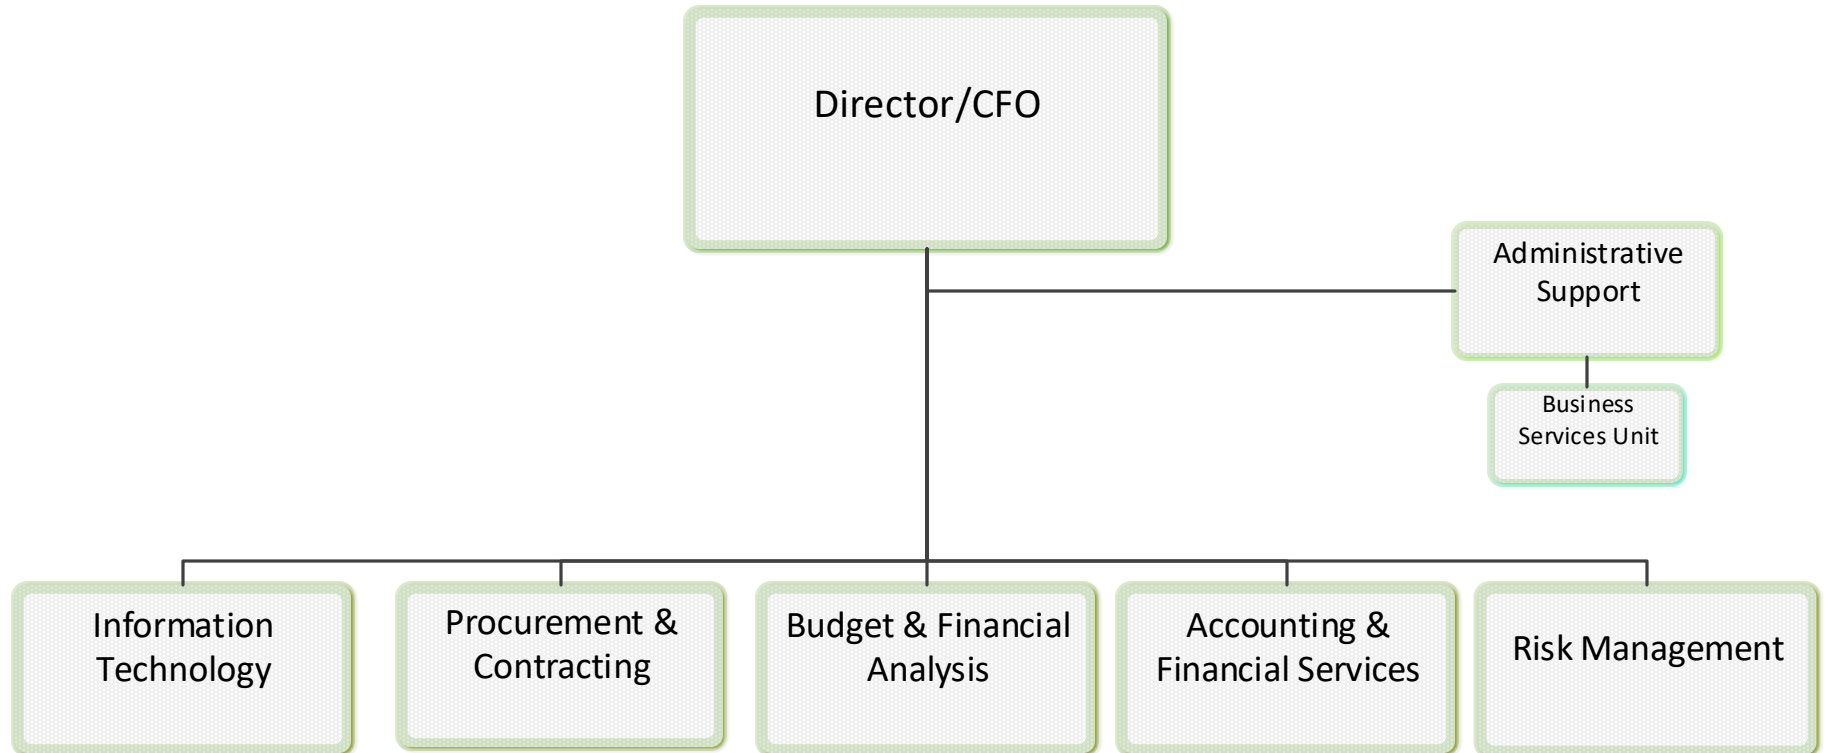 Director/CFO
Administrative
Support
Business
Services Unit
Information
Technology
Procurement &
Contracting
Budget & Financial
Analysis
Accounting &
Financial Services
Risk Management